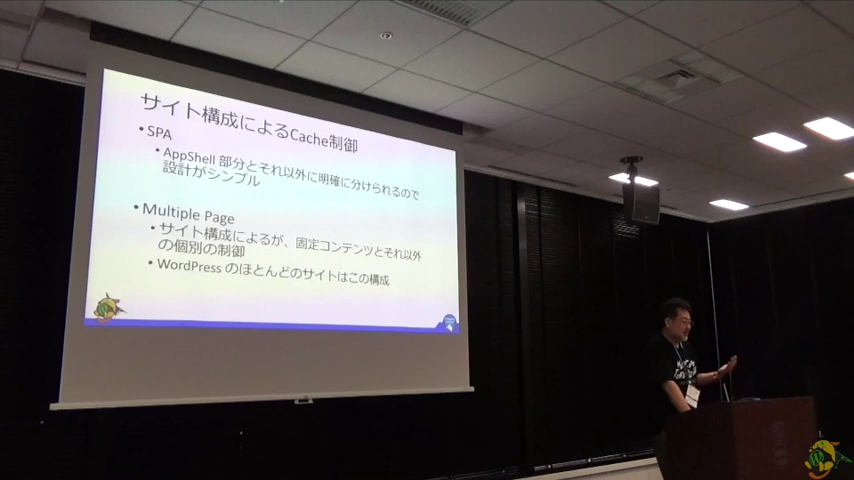 サイト構成によるCache制御
•SPA
•AppShell 部分とそれ以外に明確に分けられるので
設計がシンプル
•Multiple Page
•サイト構成によるが、固定コンテンツとそれ以外
の個別の制御
•WordPress のほとんどのサイトはこの構成